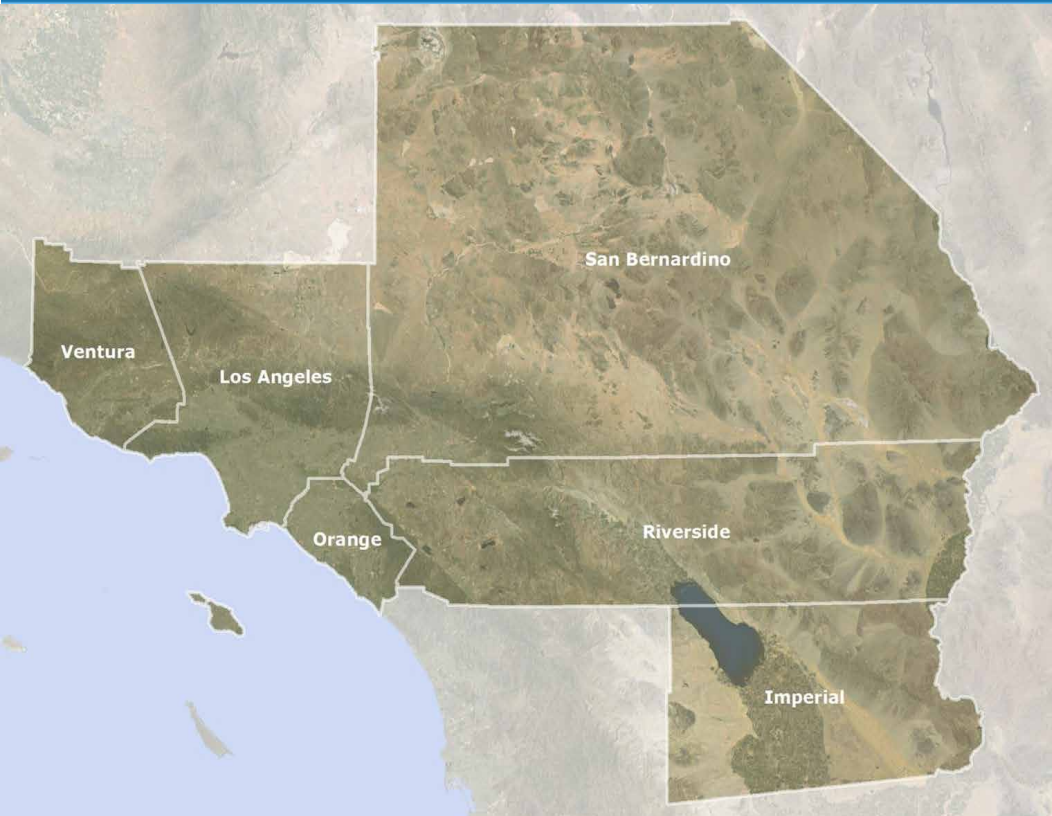 San Bernardino
Ventura
Los Angeles
Riverside
Orange
Imperial